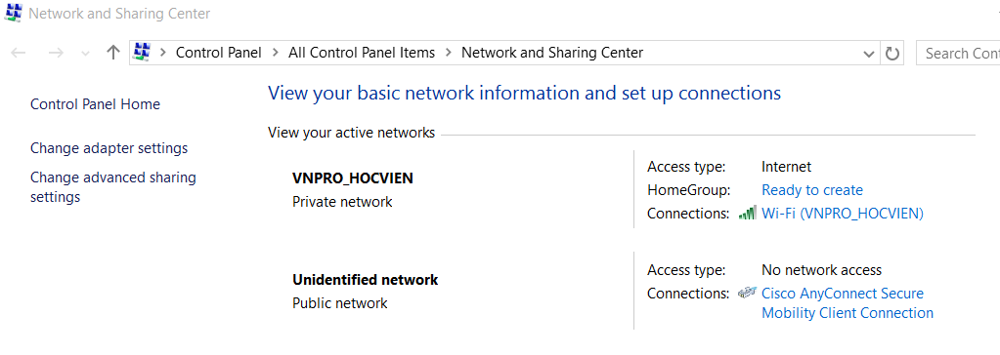 Network and Sharing Center
Control Panel > All Control Panel Items > Network and Sharing Center
Search
Control Panel Home
Change adapter settings
Change advanced sharing
settings
View your basic network information and set up connections
View your active networks
VNPRO_HOCVIEN
Private network
Access type: Internet
HomeGroup: Ready to create
Connections: Wi-Fi (VNPRO_HOCVIEN)
Unidentified network
Public network
Access type: No network access
Connections: Cisco AnyConnect Secure
Mobility Client Connection